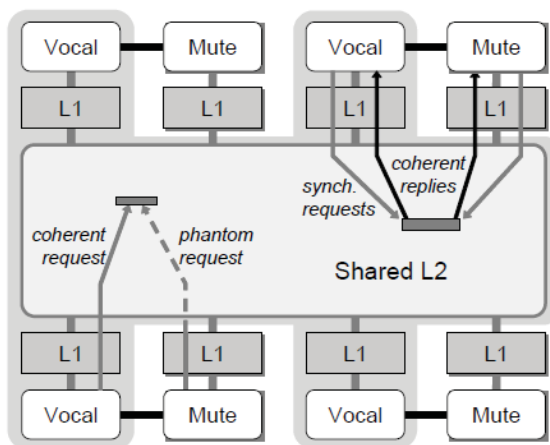 Vocal
Mute
Vocal
Mute
L1
L1
L1
L1
synch.
requests
coherent
replies
coherent
request
phantom
request
Shared L2
L1
L1
L1
L1
Vocal
Mute
Vocal
Mute